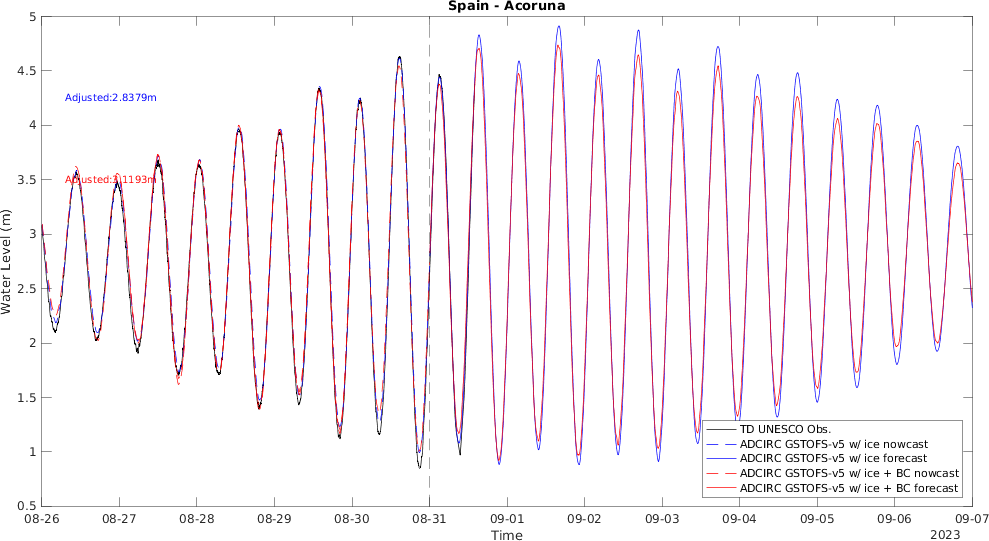 Spain - Acoruna
Water Level (m)
5
4.5
4
3.5
3
2.5
2
1.5
1
0.5
Adjusted:2.8379m
TD UNESCO Obs.
ADCIRC GSTOFS-v5 w/ ice nowcast
ADCIRC GSTOFS-v5 w/ ice forecast
ADCIRC GSTOFS-v5 w/ ice + BC nowcast
ADCIRC GSTOFS-v5 w/ ice + BC forecast
08-26 08-27 08-28 08-29 08-30 08-31 09-01 09-02 09-03 09-04 09-05 09-06 09-07
Time
2023